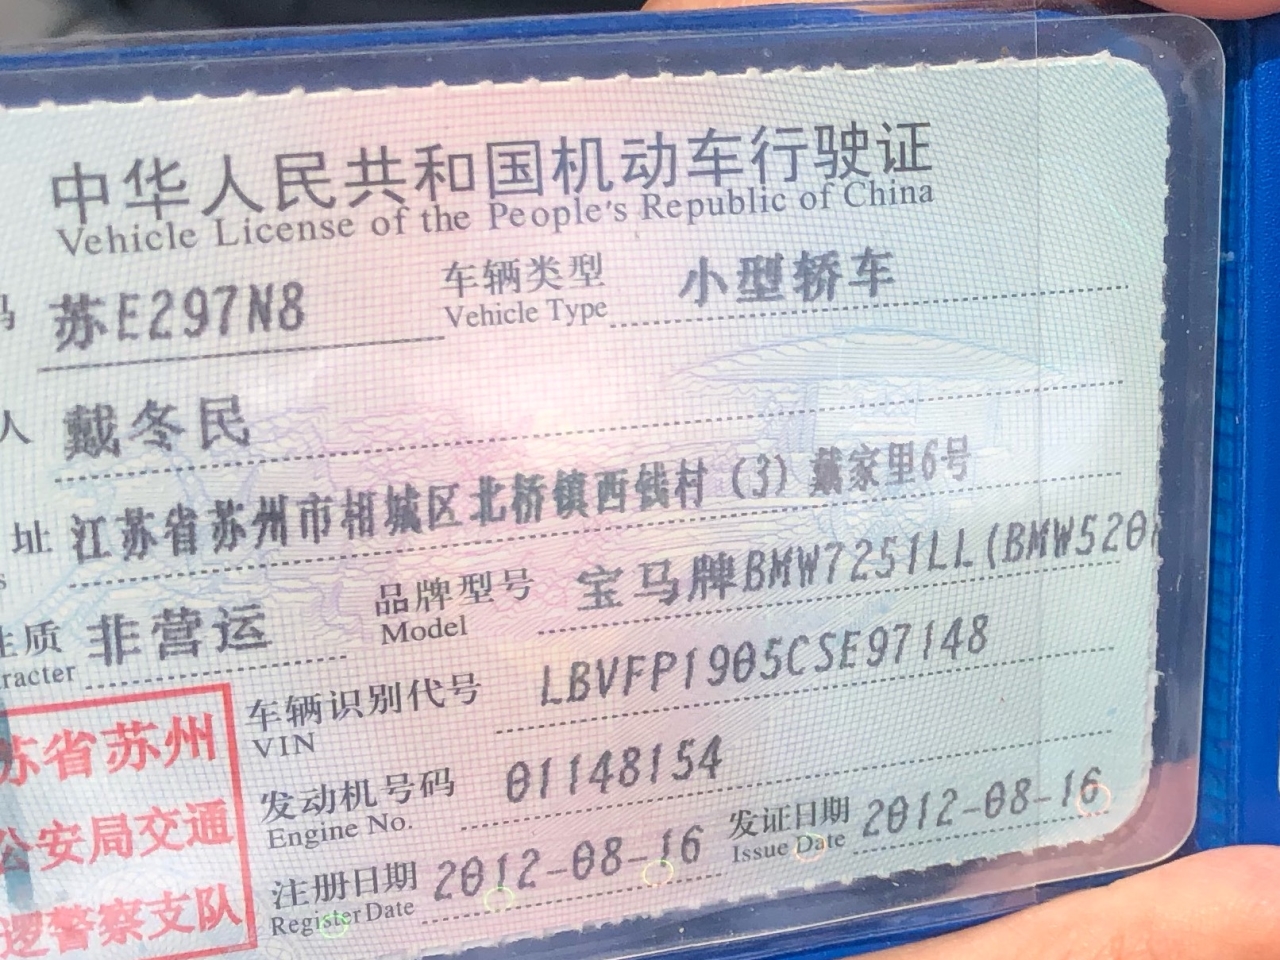 中华人民共和国机动车行驶证
Vehicle License of the People's Republic of China
苏E297N8 车辆类型 小型轿车
Vehicle Type
人 戴冬民
址 江苏省苏州市相城区北桥镇西钱村(3)戴家里6号
性质 非营运 品牌型号 宝马牌BMW7251LL(BMW520
racter Model
车辆识别代号 LBVFP1905CSE97148
VIN
发动机号码 01148154
Engine No.
注册日期 2012-08-16 发证日期 2012-08-16
Register Date Issue Date
苏省苏州
公安局交通
逻警察支队